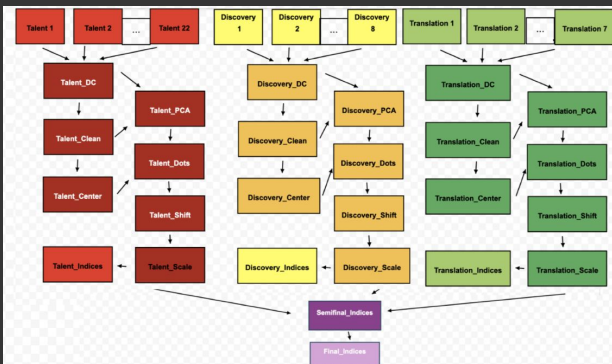 Talent 1
Talent 2
...
Talent 22
Discovery
1
Discovery
2
...
Discovery
8
Translation 1
Translation 2
...
Translation 7
Talent_DC
Talent_PCA
Talent_Clean
Talent_Dots
Talent_Center
Talent_Shift
Talent_Indices
Talent_Scale
Discovery_DC
Discovery_PCA
Discovery_Clean
Discovery_Dots
Discovery_Center
Discovery_Shift
Discovery_Indices
Discovery_Scale
Translation_DC
Translation_PCA
Translation_Clean
Translation_Dots
Translation_Center
Translation_Shift
Translation_Indices
Translation_Scale
Semifinal_Indices
Final_Indices